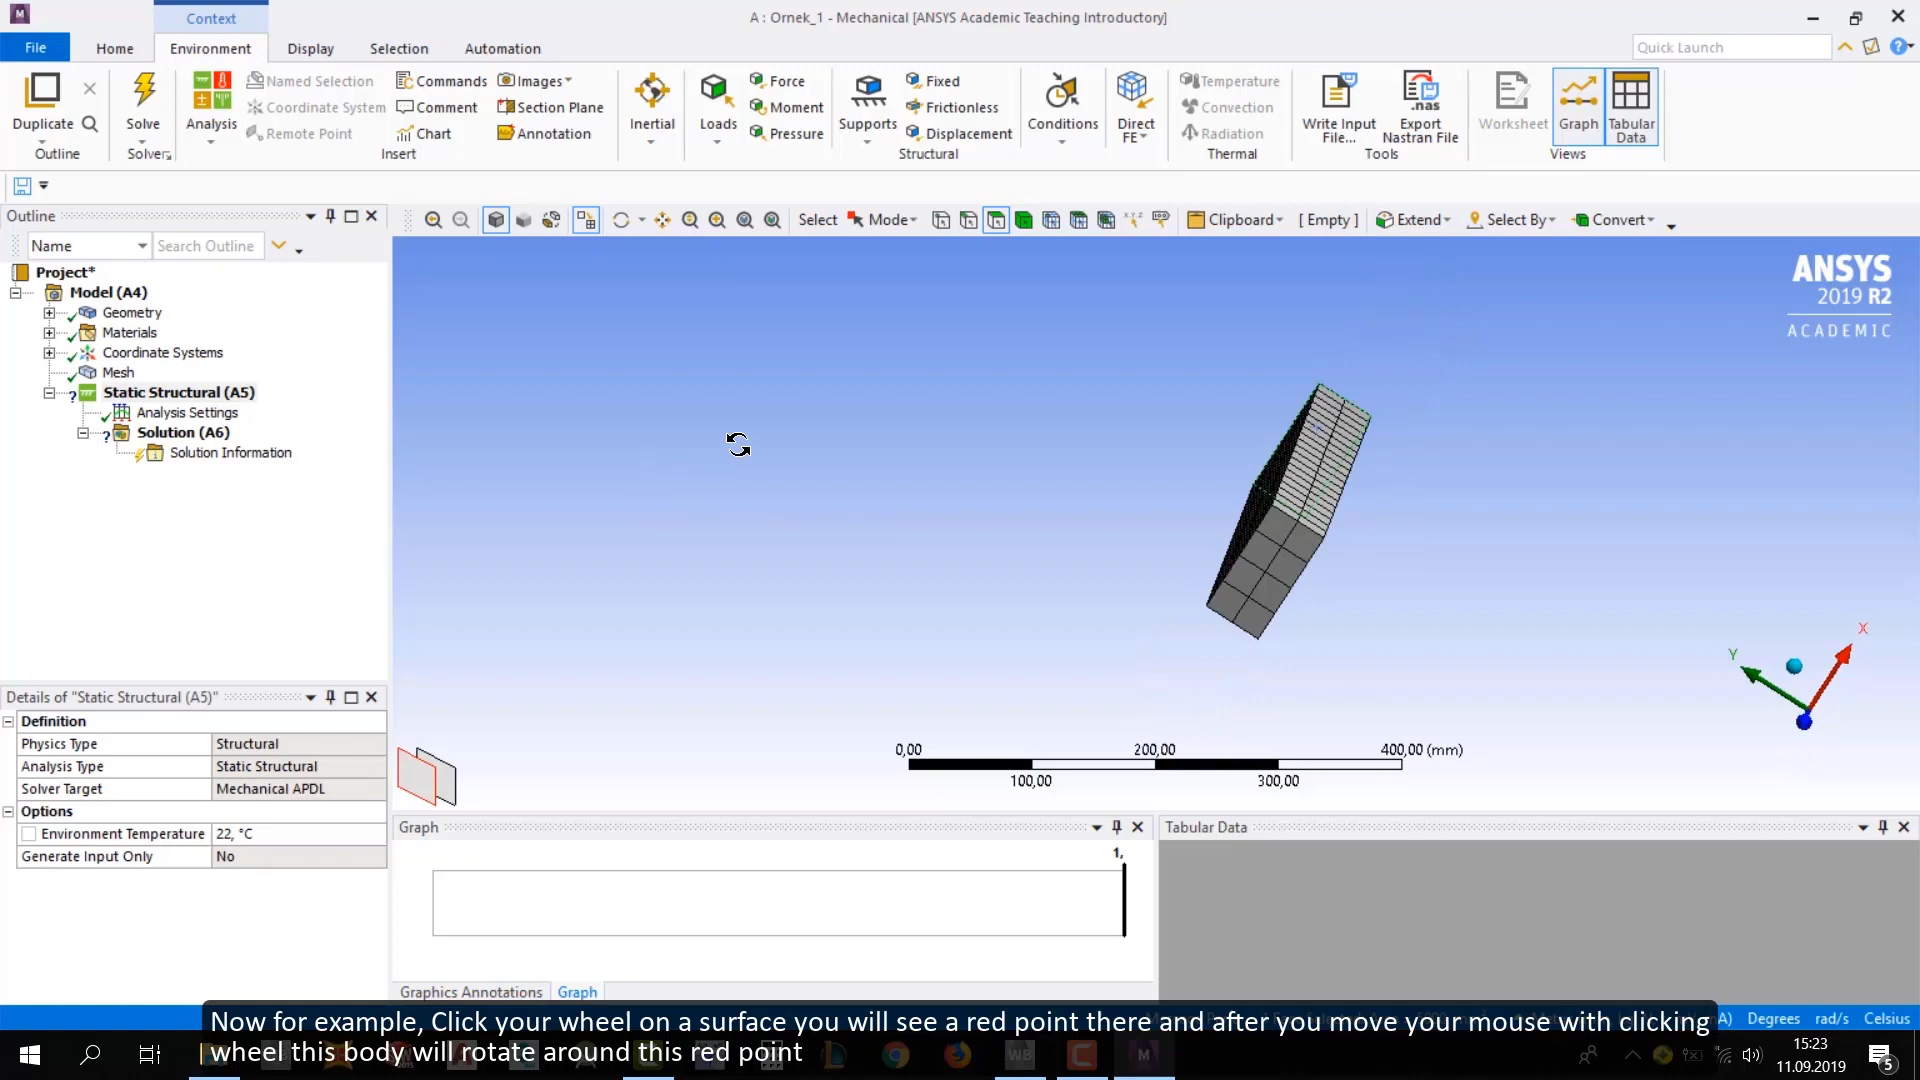 Context
A : Ornek_1 - Mechanical [ANSYS Academic Teaching Introductory]
File Home Environment Display Selection Automation
Quick Launch
Duplicate
Outline
Solve
Solver
Analysis
Named Selection
Coordinate System
Remote Point
Commands
Comment
Chart
Images
Section Plane
Annotation
Insert
Inertial
Loads
Force
Moment
Pressure
Supports
Fixed
Frictionless
Displacement
Structural
Conditions
Direct
FE
Temperature
Convection
Radiation
Thermal
Write Input
File...
.nas
Export
Nastran File
Tools
Worksheet
Graph
Tabular
Data
Views
Outline
Name
Search Outline
Select Mode Clipboard [ Empty ] Extend Select By Convert
Project*
Model (A4)
Geometry
Materials
Coordinate Systems
Mesh
Static Structural (A5)
Analysis Settings
Solution (A6)
Solution Information
ANSYS
2019 R2
ACADEMIC
X
Y
0,00 200,00 400,00 (mm)
100,00 300,00
Details of "Static Structural (A5)"
Definition
Physics Type Structural
Analysis Type Static Structural
Solver Target Mechanical APDL
Options
Environment Temperature 22, °C
Generate Input Only No
Graph
1,
Tabular Data
Graphics Annotations Graph
Now for example, Click your wheel on a surface you will see a red point there and after you move your mouse with clicking
wheel this body will rotate around this red point
A) Degrees rad/s Celsius
WB
M
15:23
11.09.2019
5